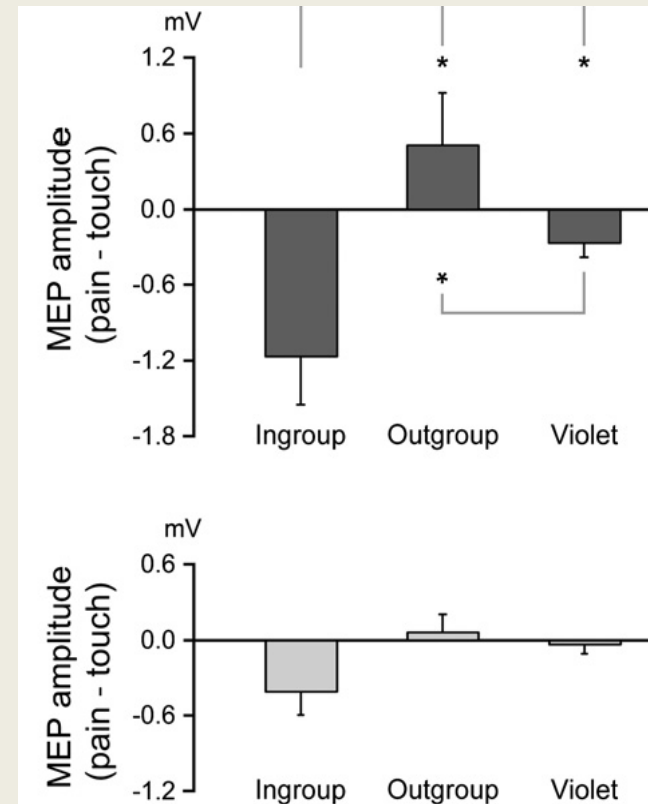 mV
1.2
* *
0.6
0.0
-0.6
*
-1.2
-1.8
MEP amplitude
(pain - touch)
Ingroup Outgroup Violet
mV
0.6
0.0
-0.6
-1.2
MEP amplitude
(pain - touch)
Ingroup Outgroup Violet